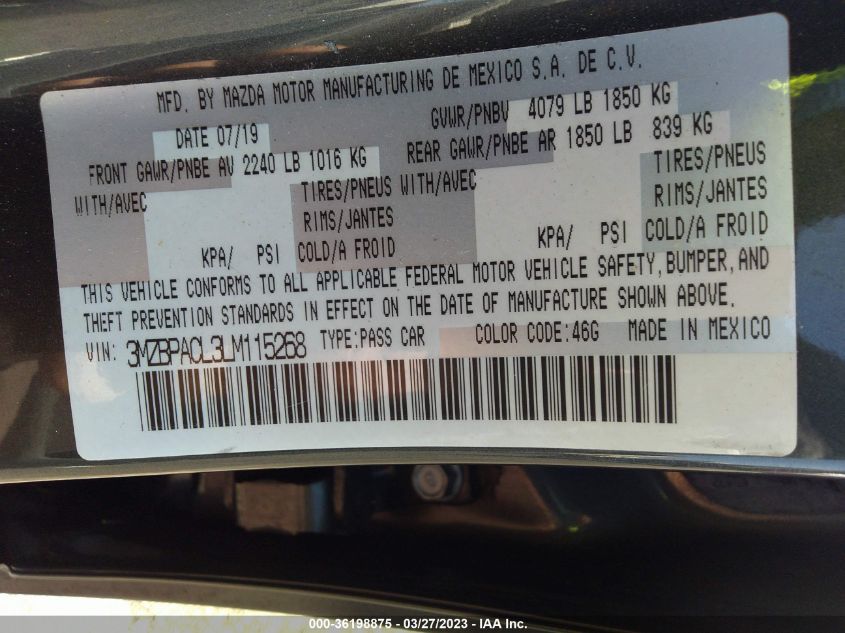 MFD. BY MAZDA MOTOR MANUFACTURING DE MEXICO S.A. DE C.V.
DATE 07/19 GVWR/PNBV 4079 LB 1850 KG
FRONT GAWR/PNBE AV 2240 LB 1016 KG REAR GAWR/PNBE AR 1850 LB 839 KG
WITH/AVEC TIRES/PNEUS WITH/AVEC TIRES/PNEUS
RIMS/JANTES RIMS/JANTES
KPA/ PSI COLD/A FROID KPA/ PSI COLD/A FROID
THIS VEHICLE CONFORMS TO ALL APPLICABLE FEDERAL MOTOR VEHICLE SAFETY, BUMPER, AND
THEFT PREVENTION STANDARDS IN EFFECT ON THE DATE OF MANUFACTURE SHOWN ABOVE.
VIN: 3MZBPA0L3LM115268 TYPE:PASS CAR COLOR CODE:46G MADE IN MEXICO
000-36198875 - 03/27/2023 - IAA Inc.